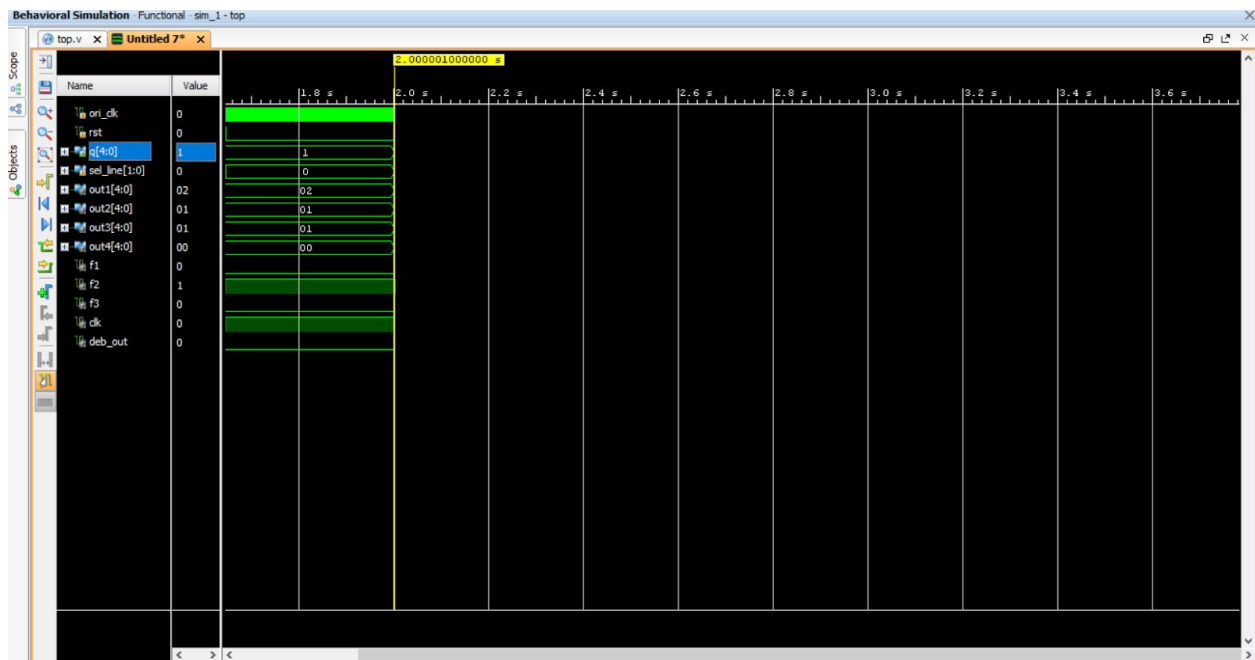 Behavioral Simulation - Functional - sim_1 - top
Scope
Objects
top.v
Untitled 7*
2.000001000000 s
Name Value
1.8 s 2.0 s 2.2 s 2.4 s 2.6 s 2.8 s 3.0 s 3.2 s 3.4 s 3.6 s
ori_clk 0
rst 0
q[4:0] 1 1
sel_line[1:0] 0 0
out1[4:0] 02 02
out2[4:0] 01 01
out3[4:0] 01 01
out4[4:0] 00 00
f1 0
f2 1
f3 0
clk 0
deb_out 0